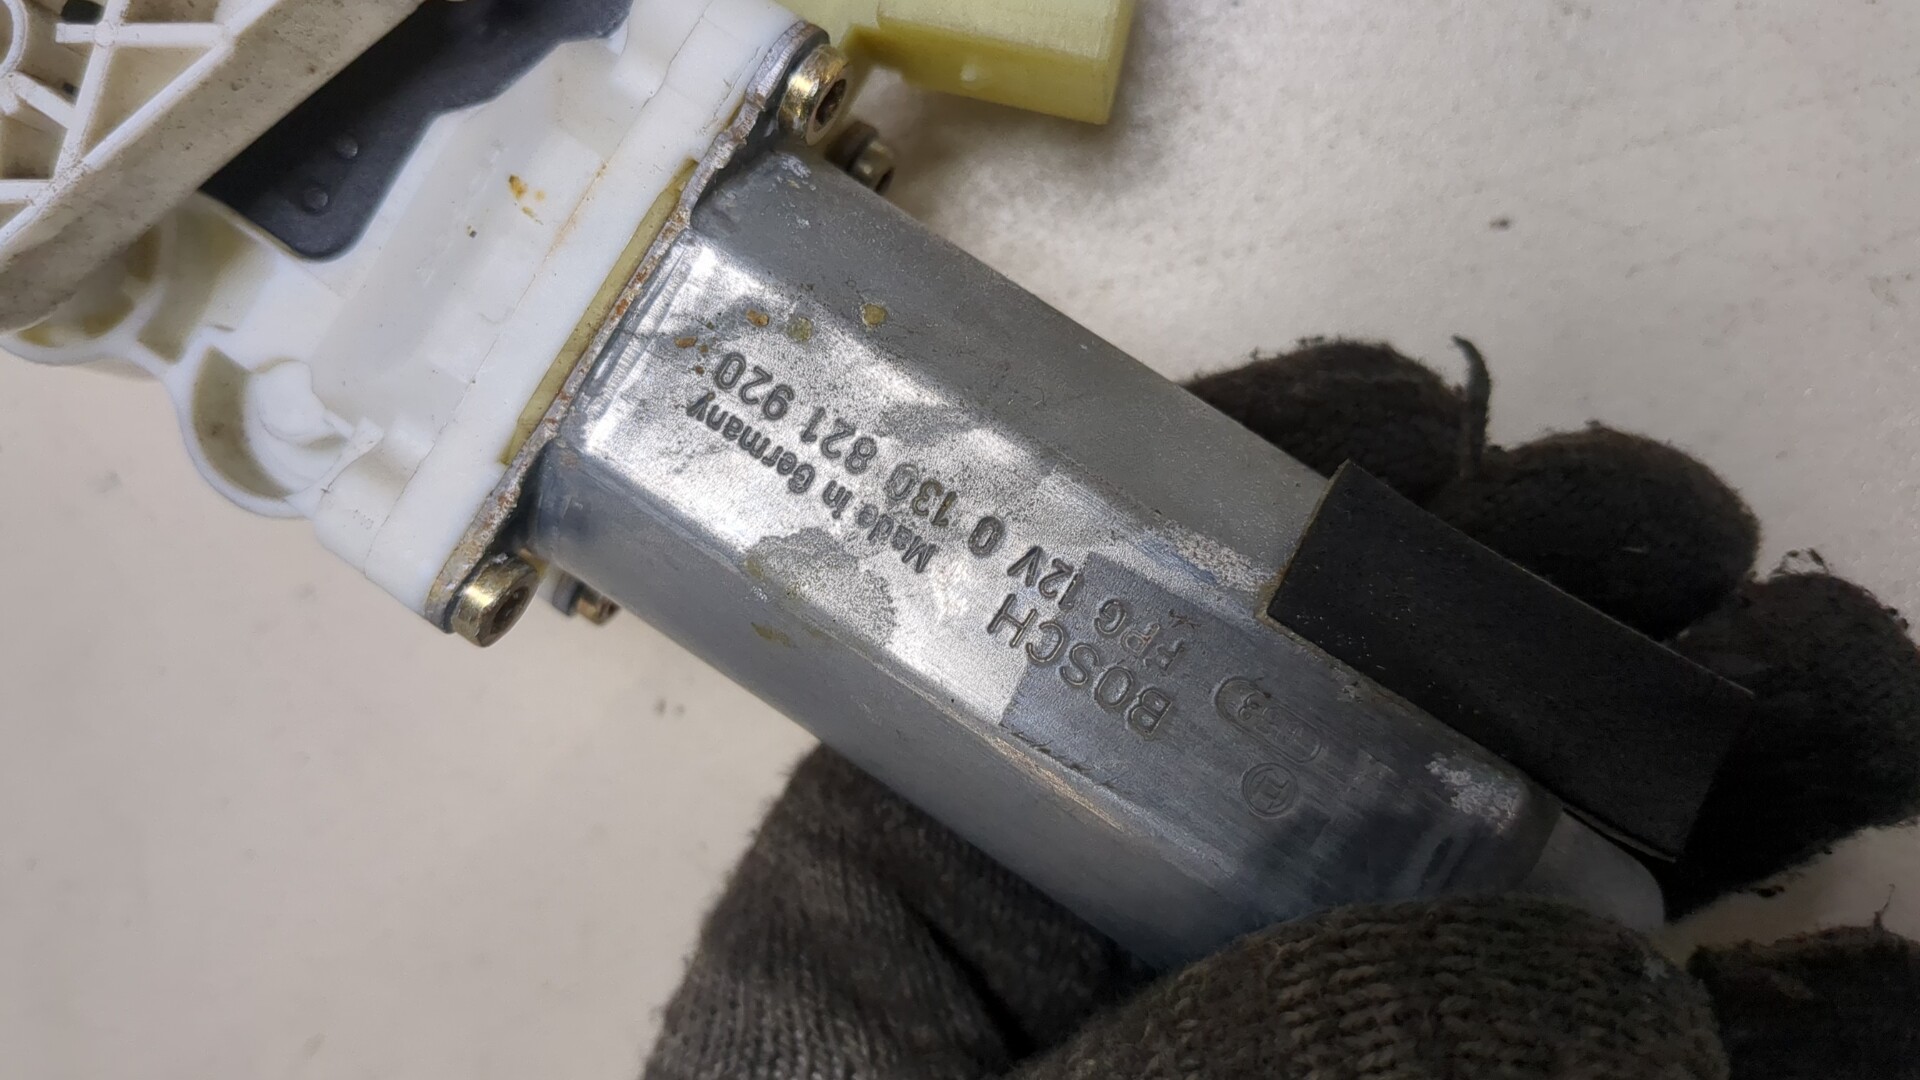 BOSCH
FPG 12V 0 130 821 920
Made in Germany